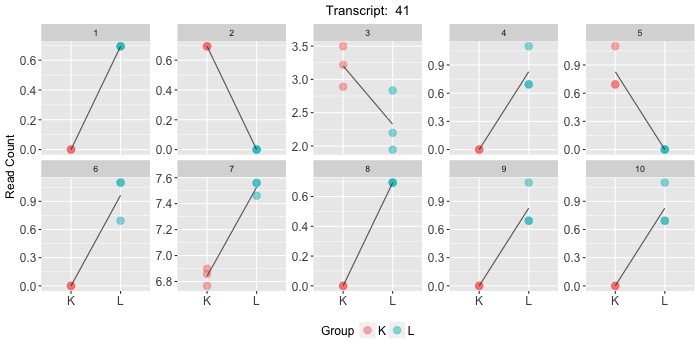 Transcript: 41
1 2 3 4 5
0.6 0.4 0.2 0.0
0.6 0.4 0.2 0.0
3.5 3.0 2.5 2.0
0.9 0.6 0.3 0.0
0.9 0.6 0.3 0.0
Read Count
6 7 8 9 10
0.9 0.6 0.3 0.0
7.6 7.4 7.2 7.0 6.8
0.6 0.4 0.2 0.0
0.9 0.6 0.3 0.0
0.9 0.6 0.3 0.0
K L K L K L K L K L
Group K L